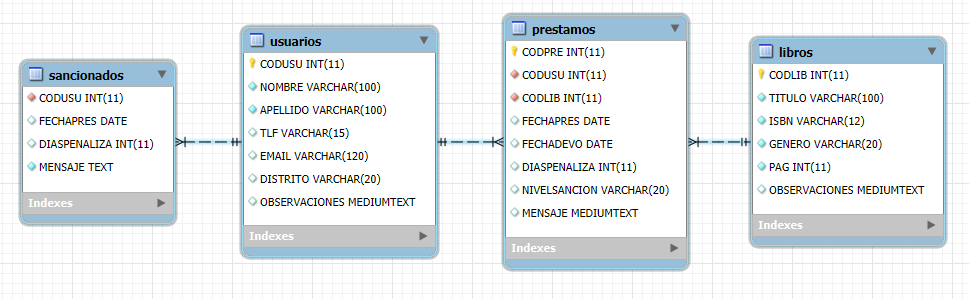 sancionados
CODUSU INT(11)
FECHAPRES DATE
DIASPENALIZA INT(11)
MENSAJE TEXT
Indexes
usuarios
CODUSU INT(11)
NOMBRE VARCHAR(100)
APELLIDO VARCHAR(100)
TLF VARCHAR(15)
EMAIL VARCHAR(120)
DISTRITO VARCHAR(20)
OBSERVACIONES MEDIUMTEXT
Indexes
prestamos
CODPRE INT(11)
CODUSU INT(11)
CODLIB INT(11)
FECHAPRES DATE
FECHADEVO DATE
DIASPENALIZA INT(11)
NIVELSANCION VARCHAR(20)
MENSAJE MEDIUMTEXT
Indexes
libros
CODLIB INT(11)
TITULO VARCHAR(100)
ISBN VARCHAR(12)
GENERO VARCHAR(20)
PAG INT(11)
OBSERVACIONES MEDIUMTEXT
Indexes